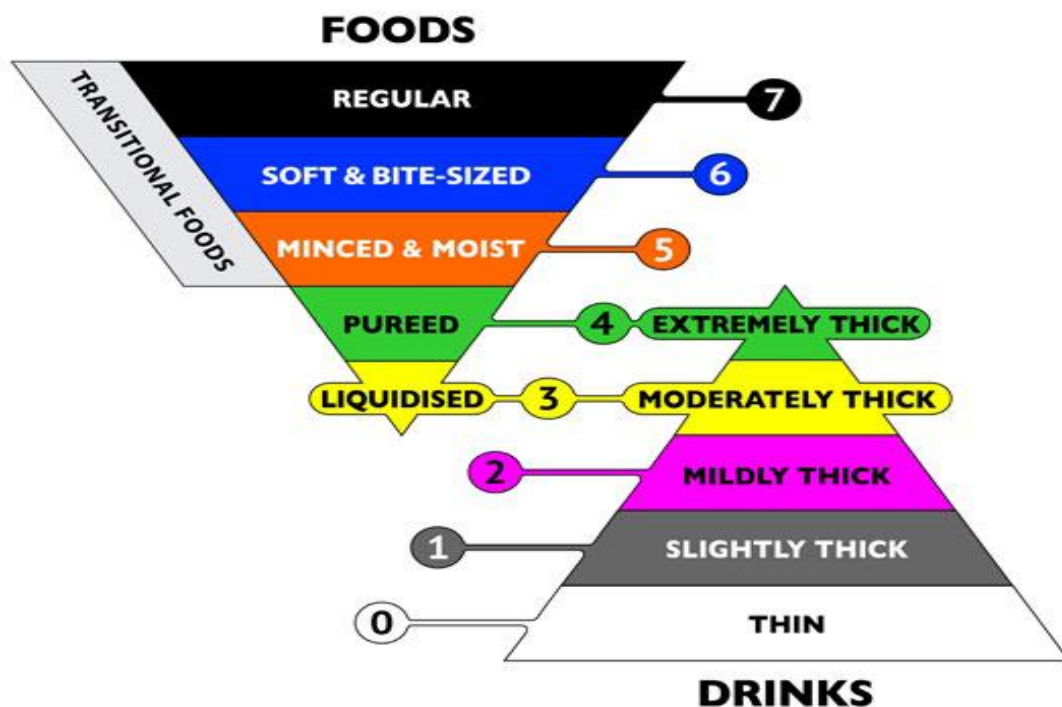 FOODS
TRANSITIONAL FOODS
REGULAR
7
SOFT & BITE-SIZED
6
MINCED & MOIST
5
PUREED
4
EXTREMELY THICK
LIQUIDISED
3
MODERATELY THICK
2
MILDLY THICK
1
SLIGHTLY THICK
0
THIN
DRINKS